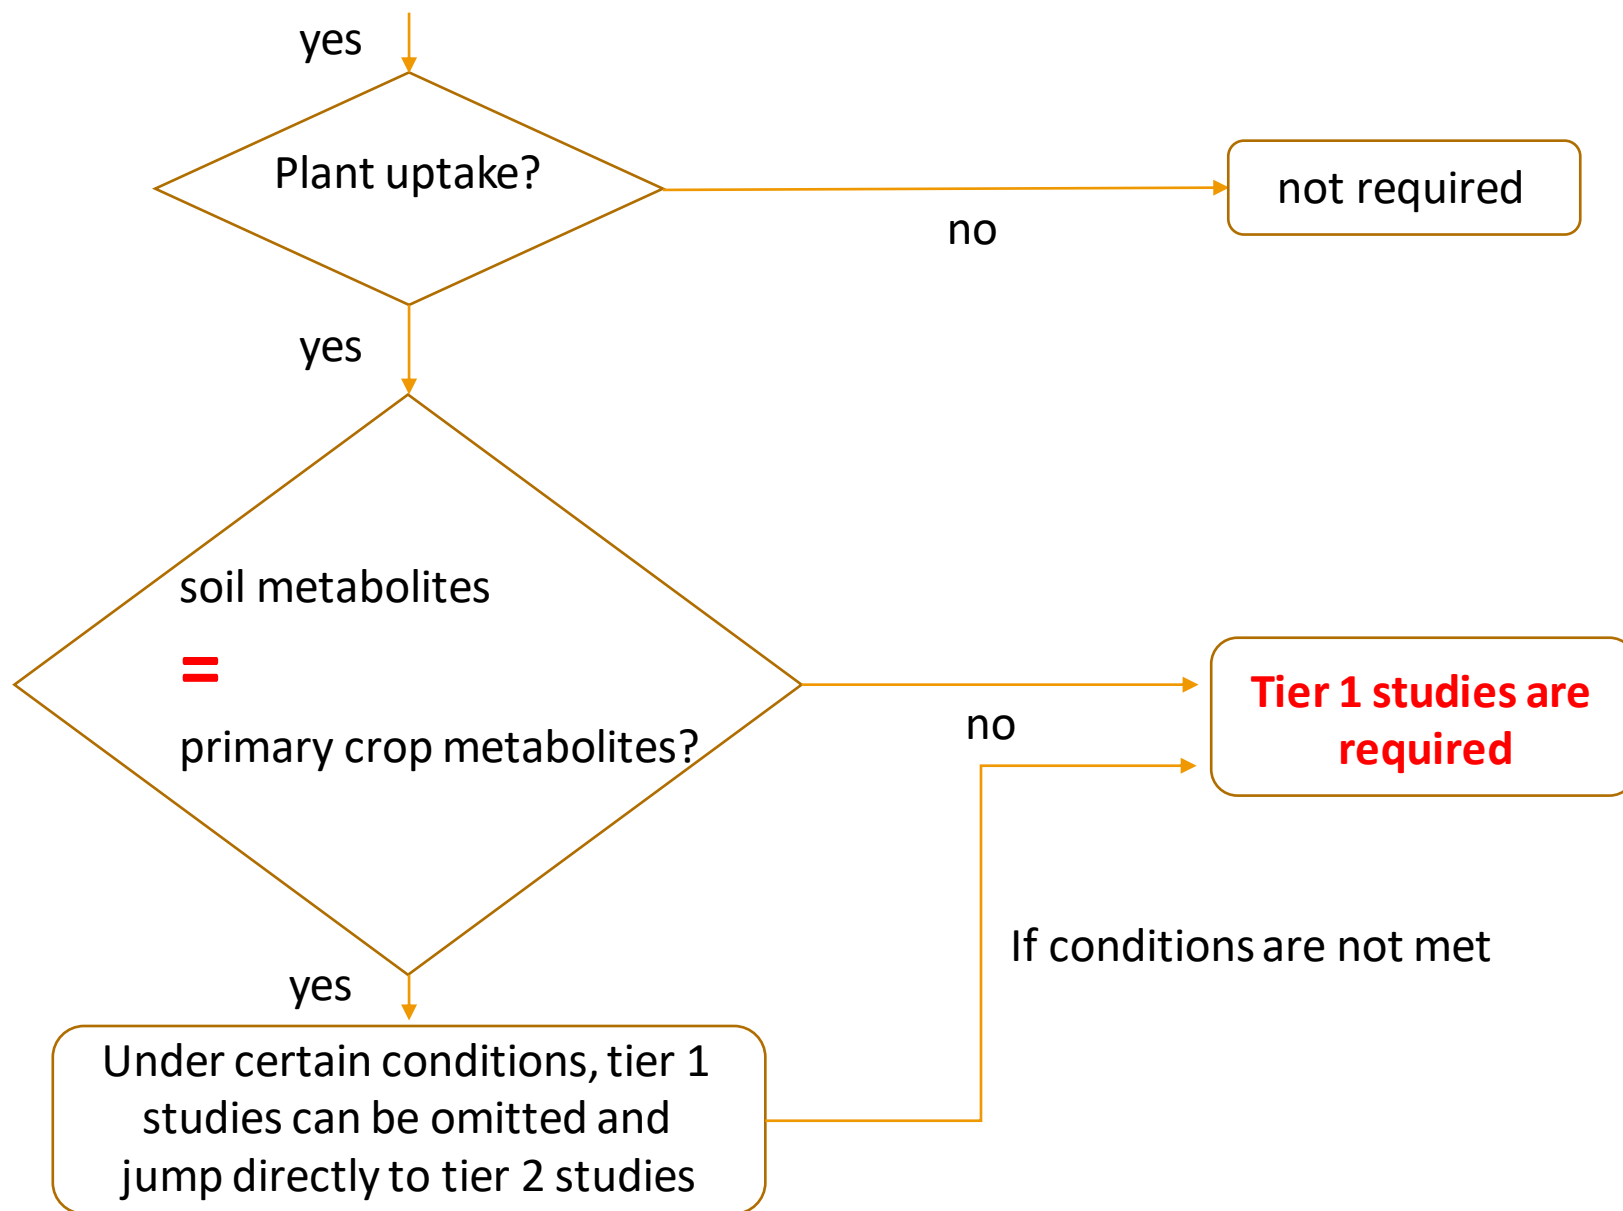 yes
Plant uptake?
not required
no
yes
soil metabolites
=
primary crop metabolites?
no
Tier 1 studies are
required
If conditions are not met
yes
Under certain conditions, tier 1
studies can be omitted and
jump directly to tier 2 studies